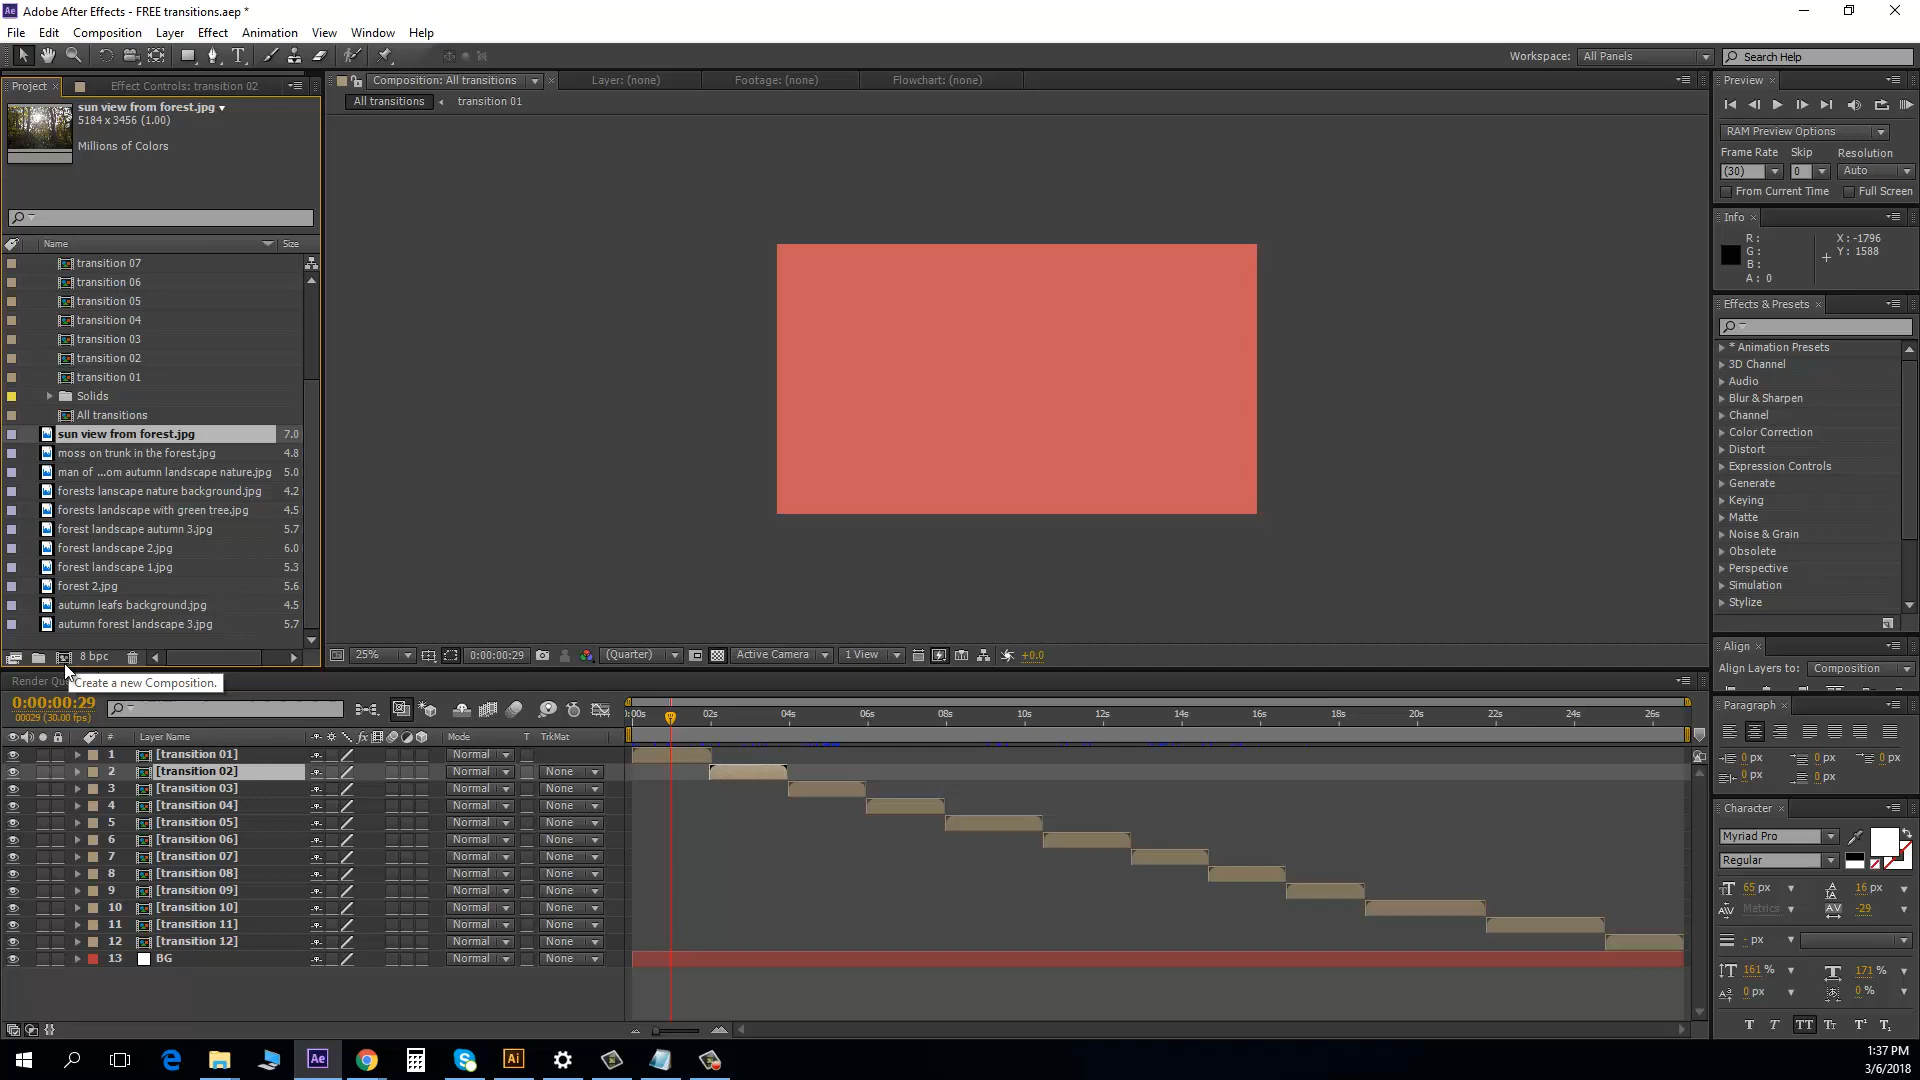 Ae Adobe After Effects - FREE transitions.aep *
File Edit Composition Layer Effect Animation View Window Help
Workspace: All Panels Search Help
Project × Effect Controls: transition 02
sun view from forest.jpg
5184 x 3456 (1.00)
Millions of Colors
Name Size
transition 07
transition 06
transition 05
transition 04
transition 03
transition 02
transition 01
Solids
All transitions
sun view from forest.jpg 7.0
moss on trunk in the forest.jpg 4.8
man of ...om autumn landscape nature.jpg 5.0
forests lanscape nature background.jpg 4.2
forests landscape with green tree.jpg 4.5
forest landscape autumn 3.jpg 5.7
forest landscape 2.jpg 6.0
forest landscape 1.jpg 5.3
forest 2.jpg 5.6
autumn leafs background.jpg 4.5
autumn forest landscape 3.jpg 5.7
8 bpc
Create a new Composition.
Composition: All transitions × Layer: (none) Footage: (none) Flowchart: (none)
All transitions transition 01
25% 0:00:00:29 (Quarter) Active Camera 1 View +0.0
Preview ×
RAM Preview Options
Frame Rate Skip Resolution
(30) 0 Auto
From Current Time Full Screen
Info ×
R : X : -1796
G : Y : 1588
B :
A : 0
Effects & Presets ×
* Animation Presets
3D Channel
Audio
Blur & Sharpen
Channel
Color Correction
Distort
Expression Controls
Generate
Keying
Matte
Noise & Grain
Obsolete
Perspective
Simulation
Stylize
Align ×
Align Layers to: Composition
Paragraph ×
0 px 0 px 0 px
0 px 0 px
Character ×
Myriad Pro
Regular
65 px 16 px
Metrics -29
- px
161 % 171 %
0 px 0 %
T T TT Tт T¹ T₁
Render Qu
0:00:00:29
00029 (30.00 fps)
02s 04s 06s 08s 10s 12s 14s 16s 18s 20s 22s 24s 26s
# Layer Name fx Mode T TrkMat
1 [transition 01] Normal
2 [transition 02] Normal None
3 [transition 03] Normal None
4 [transition 04] Normal None
5 [transition 05] Normal None
6 [transition 06] Normal None
7 [transition 07] Normal None
8 [transition 08] Normal None
9 [transition 09] Normal None
10 [transition 10] Normal None
11 [transition 11] Normal None
12 [transition 12] Normal None
13 BG Normal None
Ae Ai
1:37 PM
3/6/2018